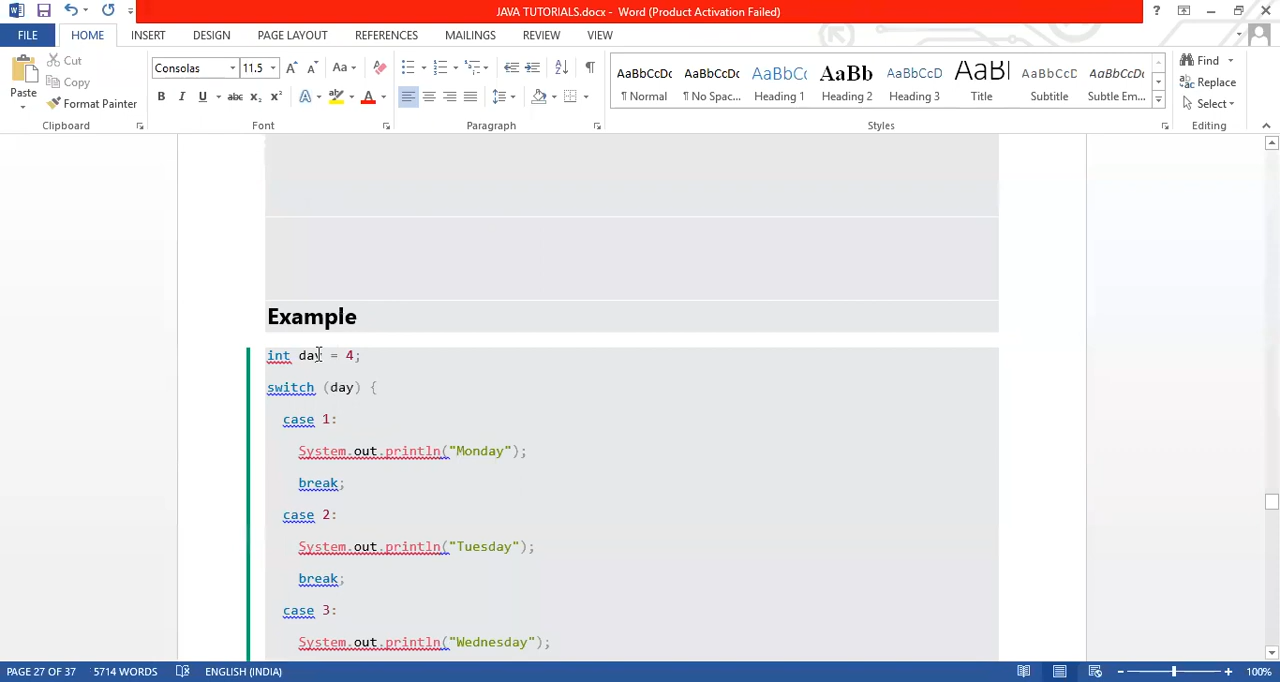 JAVA TUTORIALS.docx - Word (Product Activation Failed)
FILE HOME INSERT DESIGN PAGE LAYOUT REFERENCES MAILINGS REVIEW VIEW
Paste
Cut
Copy
Format Painter
Clipboard
Consolas 11.5
Font
Paragraph
AaBbCcDc AaBbCcDc AaBbCc AaBb AaBbCcD AaBl AaBbCcD AaBbCcDc
¶ Normal ¶ No Spac... Heading 1 Heading 2 Heading 3 Title Subtitle Subtle Em...
Styles
Find
Replace
Select
Editing
Example
int day = 4;
switch (day) {
case 1:
System.out.println("Monday");
break;
case 2:
System.out.println("Tuesday");
break;
case 3:
System.out.println("Wednesday");
PAGE 27 OF 37 5714 WORDS ENGLISH (INDIA) 100%